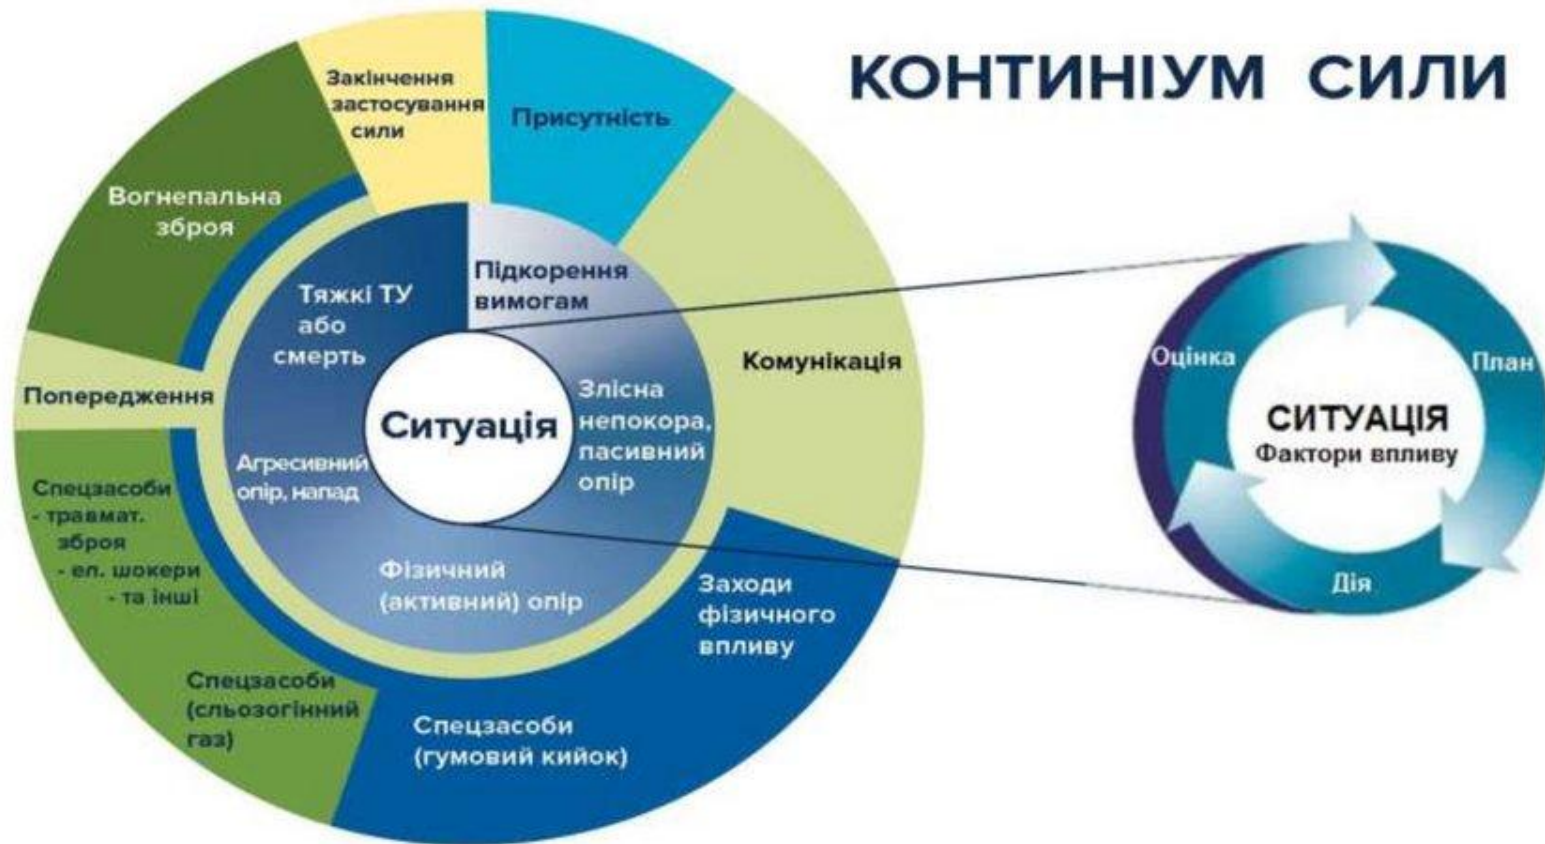 КОНТИНІУМ СИЛИ
Закінчення
застосування
сили
Присутність
Вогнепальна
зброя
Підкорення
вимогам
Тяжкі ТУ
або
смерть
Комунікація
Попередження
Ситуація
Злісна
непокора,
пасивний
опір
Агресивний
опір, напад
Спецзасоби
- травмат.
зброя
- ел. шокери
- та інші
Фізичний
(активний) опір
Заходи
фізичного
впливу
Спецзасоби
(сльозогінний
газ)
Спецзасоби
(гумовий кийок)
Оцінка
План
СИТУАЦІЯ
Фактори впливу
Дія